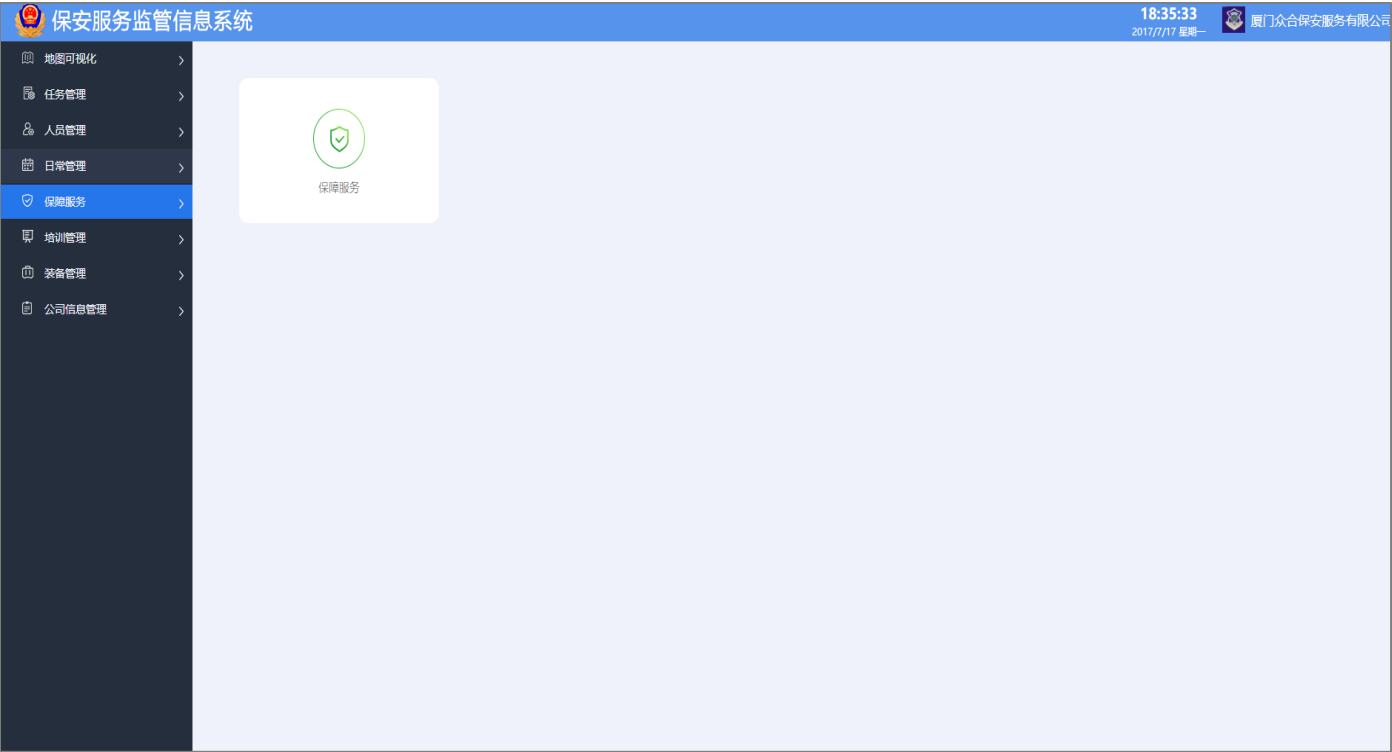 保安服务监管信息系统
18:35:33
2017/7/17 星期一
厦门众合保安服务有限公司
地图可视化
任务管理
人员管理
日常管理
保障服务
培训管理
装备管理
公司信息管理
保障服务